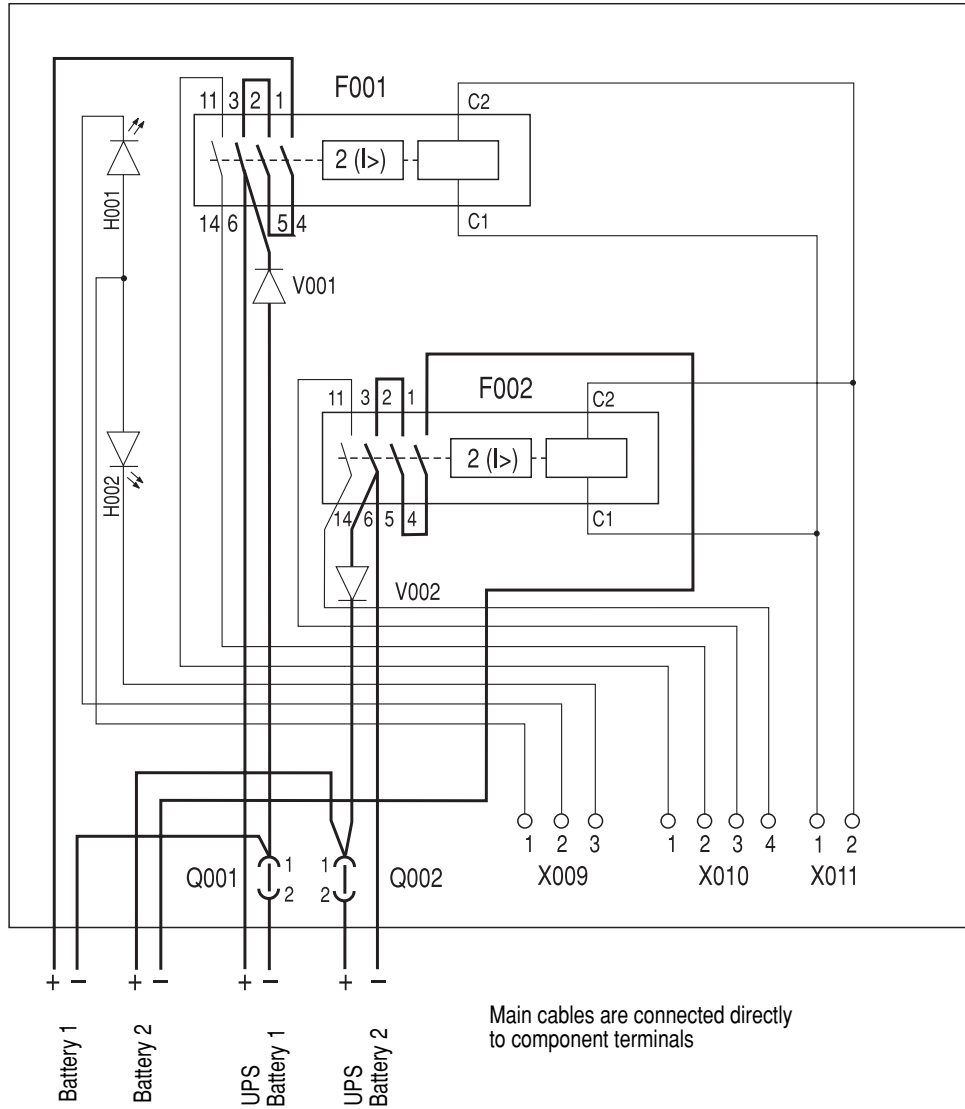 F001
11 3 2 1
C2
2 (I>)
14 6 5 4
C1
H001
V001
F002
11 3 2 1
C2
2 (I>)
14 6 5 4
C1
H002
V002
1 2 3
X009
1 2 3 4
X010
1 2
X011
Q001
1
2
1
2
Q002
+ − + − + − + −
Battery 1
Battery 2
UPS
Battery 1
UPS
Battery 2
Main cables are connected directly
to component terminals